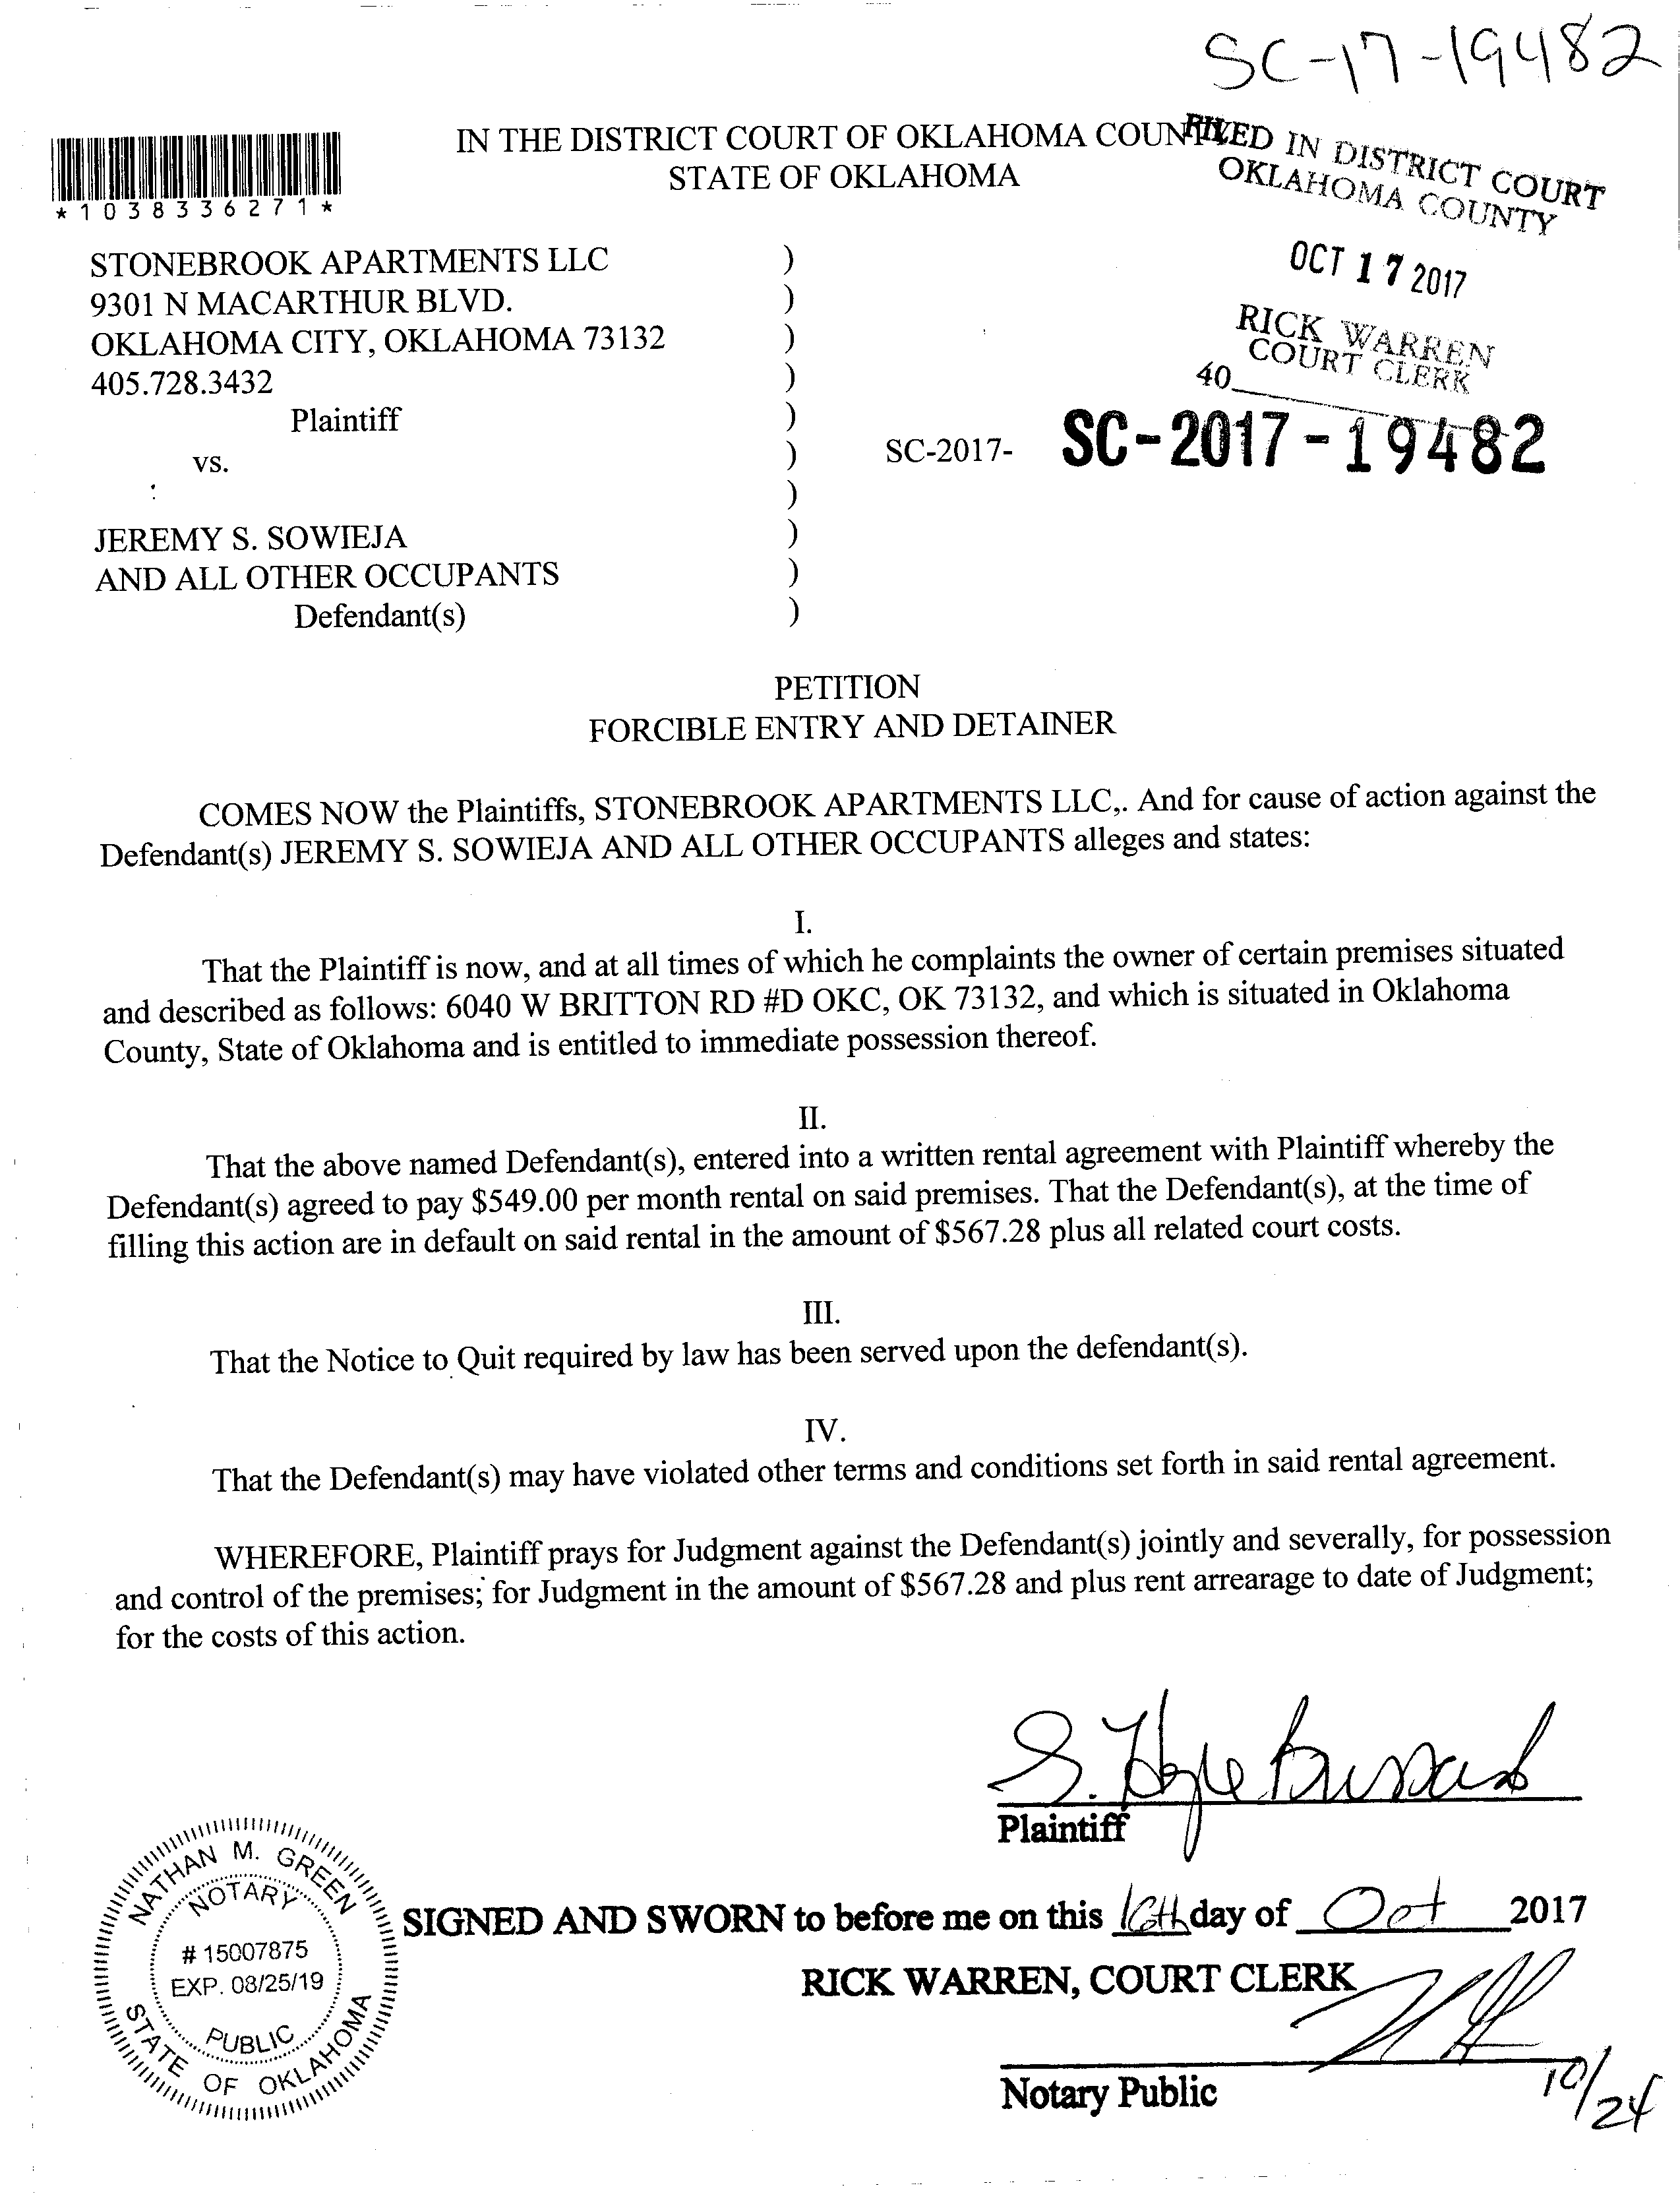 SC-17-19482
IN THE DISTRICT COURT OF OKLAHOMA COUNTY
STATE OF OKLAHOMA
FILED IN DISTRICT COURT
OKLAHOMA COUNTY
OCT 17 2017
RICK WARREN
COURT CLERK
40
*1038336271*
STONEBROOK APARTMENTS LLC )
9301 N MACARTHUR BLVD. )
OKLAHOMA CITY, OKLAHOMA 73132 )
405.728.3432 )
Plaintiff )
vs. ) SC-2017- SC-2017-19482
)
JEREMY S. SOWIEJA )
AND ALL OTHER OCCUPANTS )
Defendant(s) )
PETITION
FORCIBLE ENTRY AND DETAINER
COMES NOW the Plaintiffs, STONEBROOK APARTMENTS LLC,. And for cause of action against the
Defendant(s) JEREMY S. SOWIEJA AND ALL OTHER OCCUPANTS alleges and states:
I.
That the Plaintiff is now, and at all times of which he complaints the owner of certain premises situated
and described as follows: 6040 W BRITTON RD #D OKC, OK 73132, and which is situated in Oklahoma
County, State of Oklahoma and is entitled to immediate possession thereof.
II.
That the above named Defendant(s), entered into a written rental agreement with Plaintiff whereby the
Defendant(s) agreed to pay $549.00 per month rental on said premises. That the Defendant(s), at the time of
filling this action are in default on said rental in the amount of $567.28 plus all related court costs.
III.
That the Notice to Quit required by law has been served upon the defendant(s).
IV.
That the Defendant(s) may have violated other terms and conditions set forth in said rental agreement.
WHEREFORE, Plaintiff prays for Judgment against the Defendant(s) jointly and severally, for possession
and control of the premises; for Judgment in the amount of $567.28 and plus rent arrearage to date of Judgment;
for the costs of this action.
Plaintiff
NATHAN M. GREEN
NOTARY
# 15007875
EXP. 08/25/19
PUBLIC
STATE OF OKLAHOMA
SIGNED AND SWORN to before me on this day of Oct 2017
RICK WARREN, COURT CLERK
Notary Public
10/24